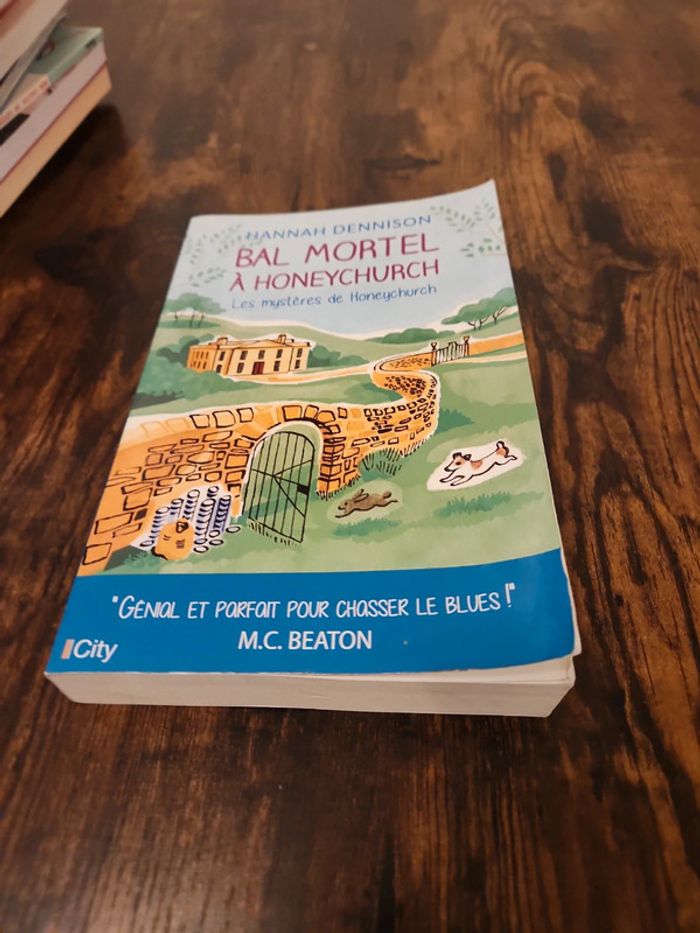 HANNAH DENNISON
BAL MORTEL
À HONEYCHURCH
Les mystères de Honeychurch
"GÉNIAL ET PARFAIT POUR CHASSER LE BLUES !"
M.C. BEATON
City